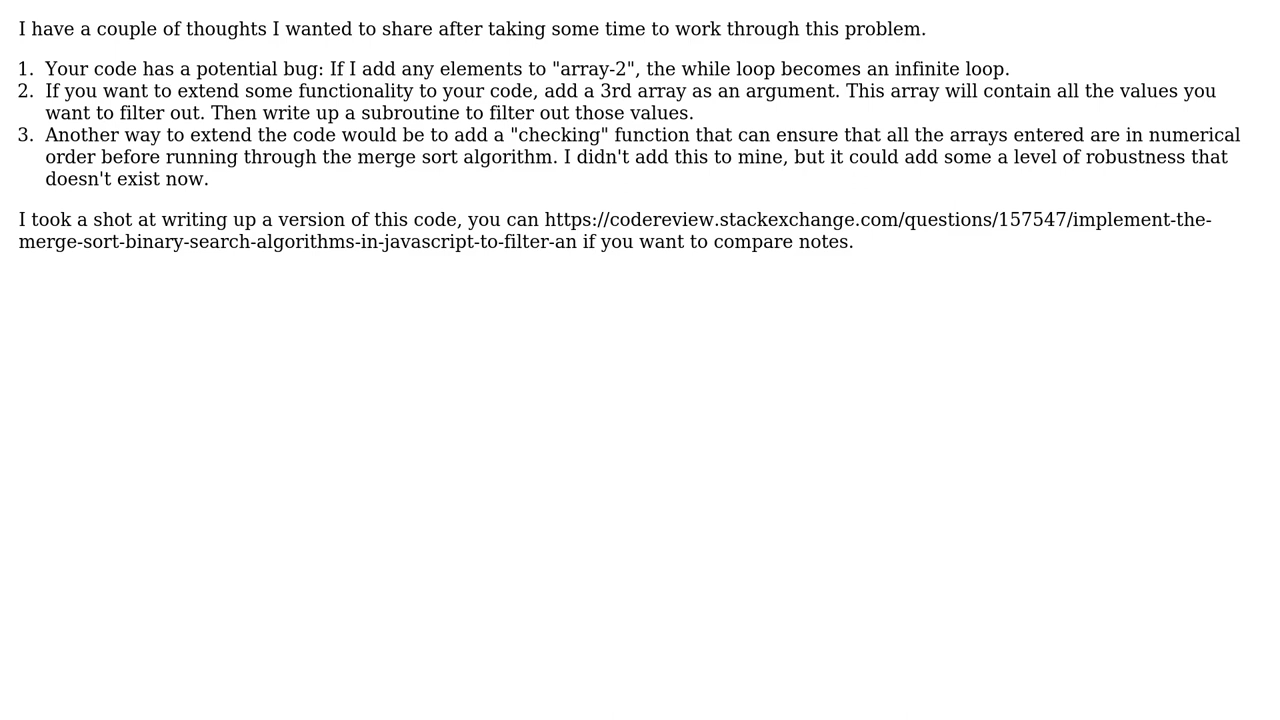 I have a couple of thoughts I wanted to share after taking some time to work through this problem.
1. Your code has a potential bug: If I add any elements to "array-2", the while loop becomes an infinite loop.
2. If you want to extend some functionality to your code, add a 3rd array as an argument. This array will contain all the values you
want to filter out. Then write up a subroutine to filter out those values.
3. Another way to extend the code would be to add a "checking" function that can ensure that all the arrays entered are in numerical
order before running through the merge sort algorithm. I didn't add this to mine, but it could add some a level of robustness that
doesn't exist now.
I took a shot at writing up a version of this code, you can https://codereview.stackexchange.com/questions/157547/implement-the-
merge-sort-binary-search-algorithms-in-javascript-to-filter-an if you want to compare notes.